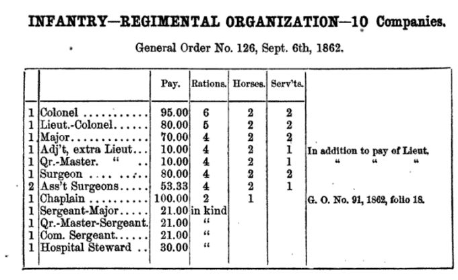 INFANTRY—REGIMENTAL ORGANIZATION—10 Companies.
General Order No. 126, Sept. 6th, 1862.
Pay. Rations. Horses. Serv'ts.
1 Colonel ........... 95.00 6 2 2
1 Lieut.-Colonel...... 80.00 5 2 2
1 Major............. 70.00 4 2 2
1 Adj't, extra Lieut... 10.00 4 2 1 In addition to pay of Lieut.
1 Qr.-Master. " .. 10.00 4 2 1 " " "
1 Surgeon .... ...... 80.00 4 2 2
2 Ass't Surgeons..... 53.33 4 2 1
1 Chaplain ......... 100.00 2 1 G. O. No. 91, 1862, folio 18.
1 Sergeant-Major..... 21.00 in kind
1 Qr.-Master-Sergeant. 21.00 "
1 Com. Sergeant...... 21.00 "
1 Hospital Steward .. 30.00 "